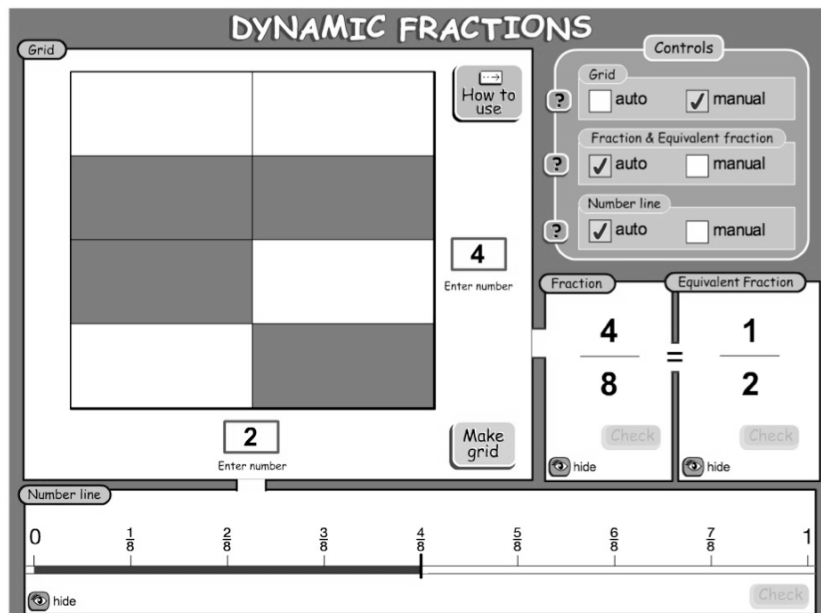 DYNAMIC FRACTIONS
Grid
How to
use
4
Enter number
2
Enter number
Make
grid
Controls
Grid
? auto ✓ manual
Fraction & Equivalent fraction
? ✓ auto manual
Number line
? ✓ auto manual
Fraction
4
8
Check
hide
=
Equivalent Fraction
1
2
Check
hide
Number line
0 1/8 2/8 3/8 4/8 5/8 6/8 7/8 1
hide
Check